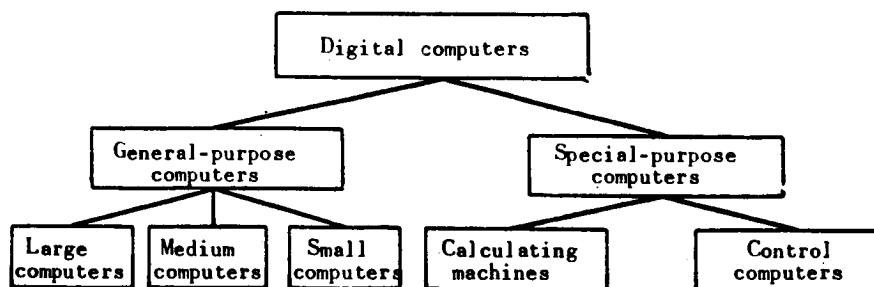 Digital computers
General-purpose
computers
Special-purpose
computers
Large
computers
Medium
computers
Small
computers
Calculating
machines
Control
computers